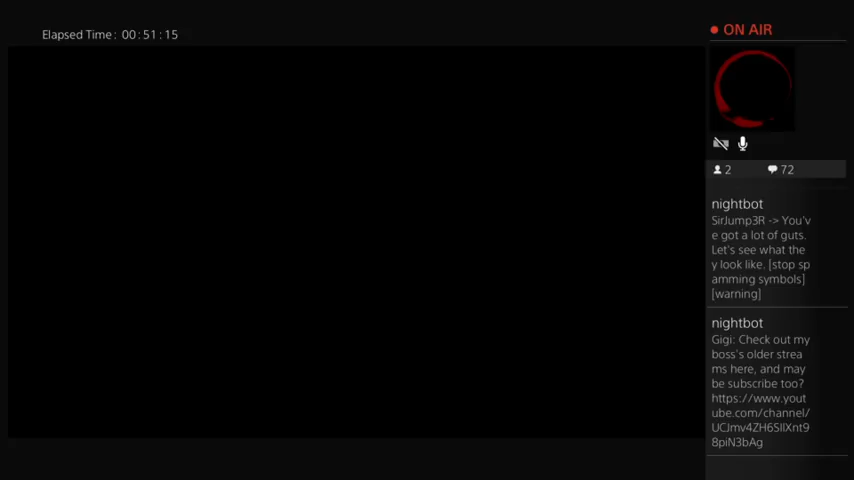 Elapsed Time: 00:51:15
ON AIR
2
72
nightbot
SirJump3R -> You'v
e got a lot of guts.
Let's see what the
y look like. [stop sp
amming symbols]
[warning]
nightbot
Gigi: Check out my
boss's older strea
ms here, and may
be subscribe too?
https://www.yout
ube.com/channel/
UCJmv4ZH6SIlXnt9
8piN3bAg